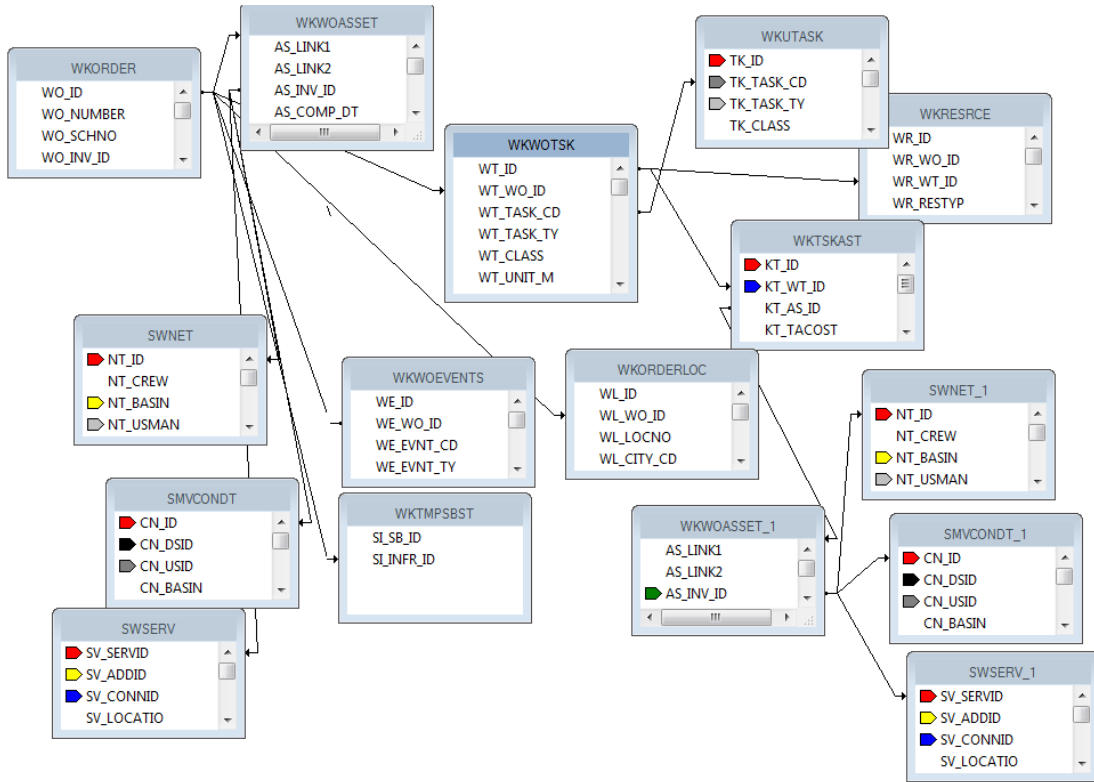 WKORDER
WO_ID
WO_NUMBER
WO_SCHNO
WO_INV_ID
WKWOASSET
AS_LINK1
AS_LINK2
AS_INV_ID
AS_COMP_DT
WKUTASK
TK_ID
TK_TASK_CD
TK_TASK_TY
TK_CLASS
WKRESRCE
WR_ID
WR_WO_ID
WR_WT_ID
WR_RESTYP
WKWOTSK
WT_ID
WT_WO_ID
WT_TASK_CD
WT_TASK_TY
WT_CLASS
WT_UNIT_M
WKTSKAST
KT_ID
KT_WT_ID
KT_AS_ID
KT_TACOST
SWNET
NT_ID
NT_CREW
NT_BASIN
NT_USMAN
WKWOEVENTS
WE_ID
WE_WO_ID
WE_EVNT_CD
WE_EVNT_TY
WKORDERLOC
WL_ID
WL_WO_ID
WL_LOCNO
WL_CITY_CD
SWNET_1
NT_ID
NT_CREW
NT_BASIN
NT_USMAN
SMVCONDT
CN_ID
CN_DSID
CN_USID
CN_BASIN
WKTMPSBST
SI_SB_ID
SI_INFR_ID
WKWOASSET_1
AS_LINK1
AS_LINK2
AS_INV_ID
SMVCONDT_1
CN_ID
CN_DSID
CN_USID
CN_BASIN
SWSERV
SV_SERVID
SV_ADDID
SV_CONNID
SV_LOCATIO
SWSERV_1
SV_SERVID
SV_ADDID
SV_CONNID
SV_LOCATIO